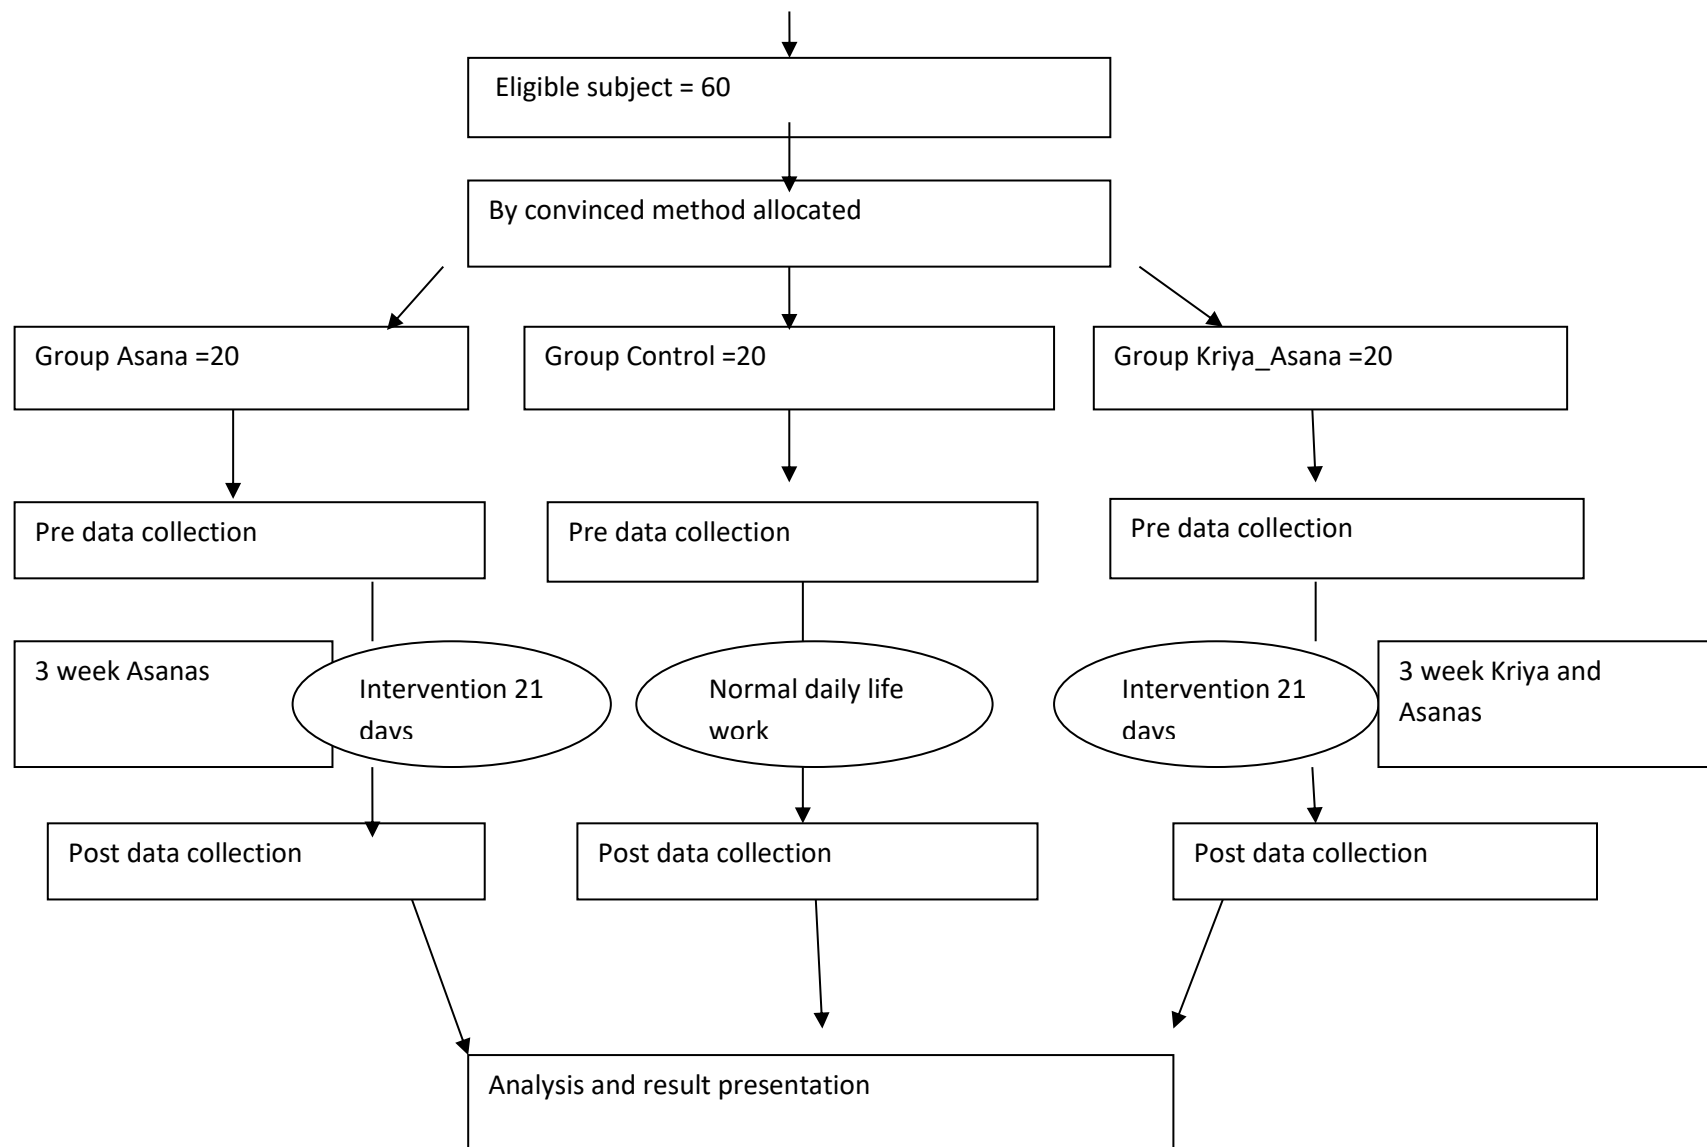 Eligible subject = 60
By convinced method allocated
Group Asana =20
Group Control =20
Group Kriya_Asana =20
Pre data collection
Pre data collection
Pre data collection
3 week Asanas
Intervention 21
days
Normal daily life
work
Intervention 21
days
3 week Kriya and
Asanas
Post data collection
Post data collection
Post data collection
Analysis and result presentation